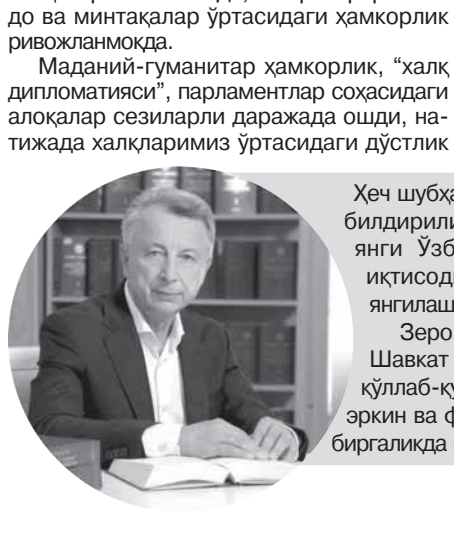 до ва минтақалар ўртасидаги ҳамкорлик
ривожланмоқда.
Маданий-гуманитар ҳамкорлик, “халқ
дипломатияси”, парламентлар соҳасидаги
алоқалар сезиларли даражада ошди, на-
тижада халқларимиз ўртасидаги дўстлик
Ҳеч шубҳа
билдирили
янги Ўзб
иқтисоди
янгилаш
Зеро
Шавкат
қўллаб-қу
эркин ва ф
биргаликда